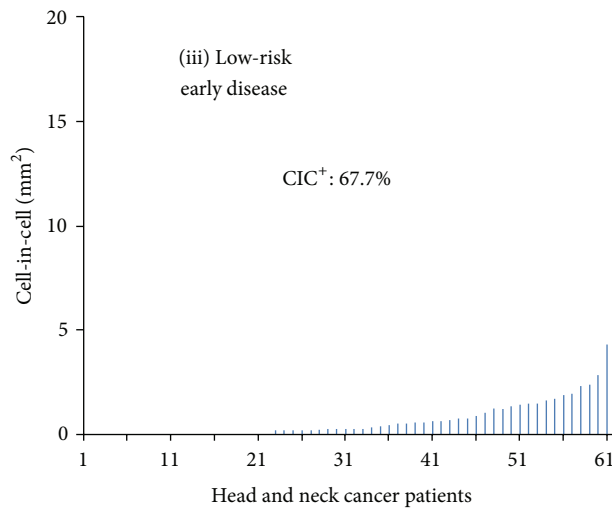 20
(iii) Low-risk
early disease
15
CIC⁺: 67.7%
10
Cell-in-cell (mm²)
5
0
1 11 21 31 41 51 61
Head and neck cancer patients